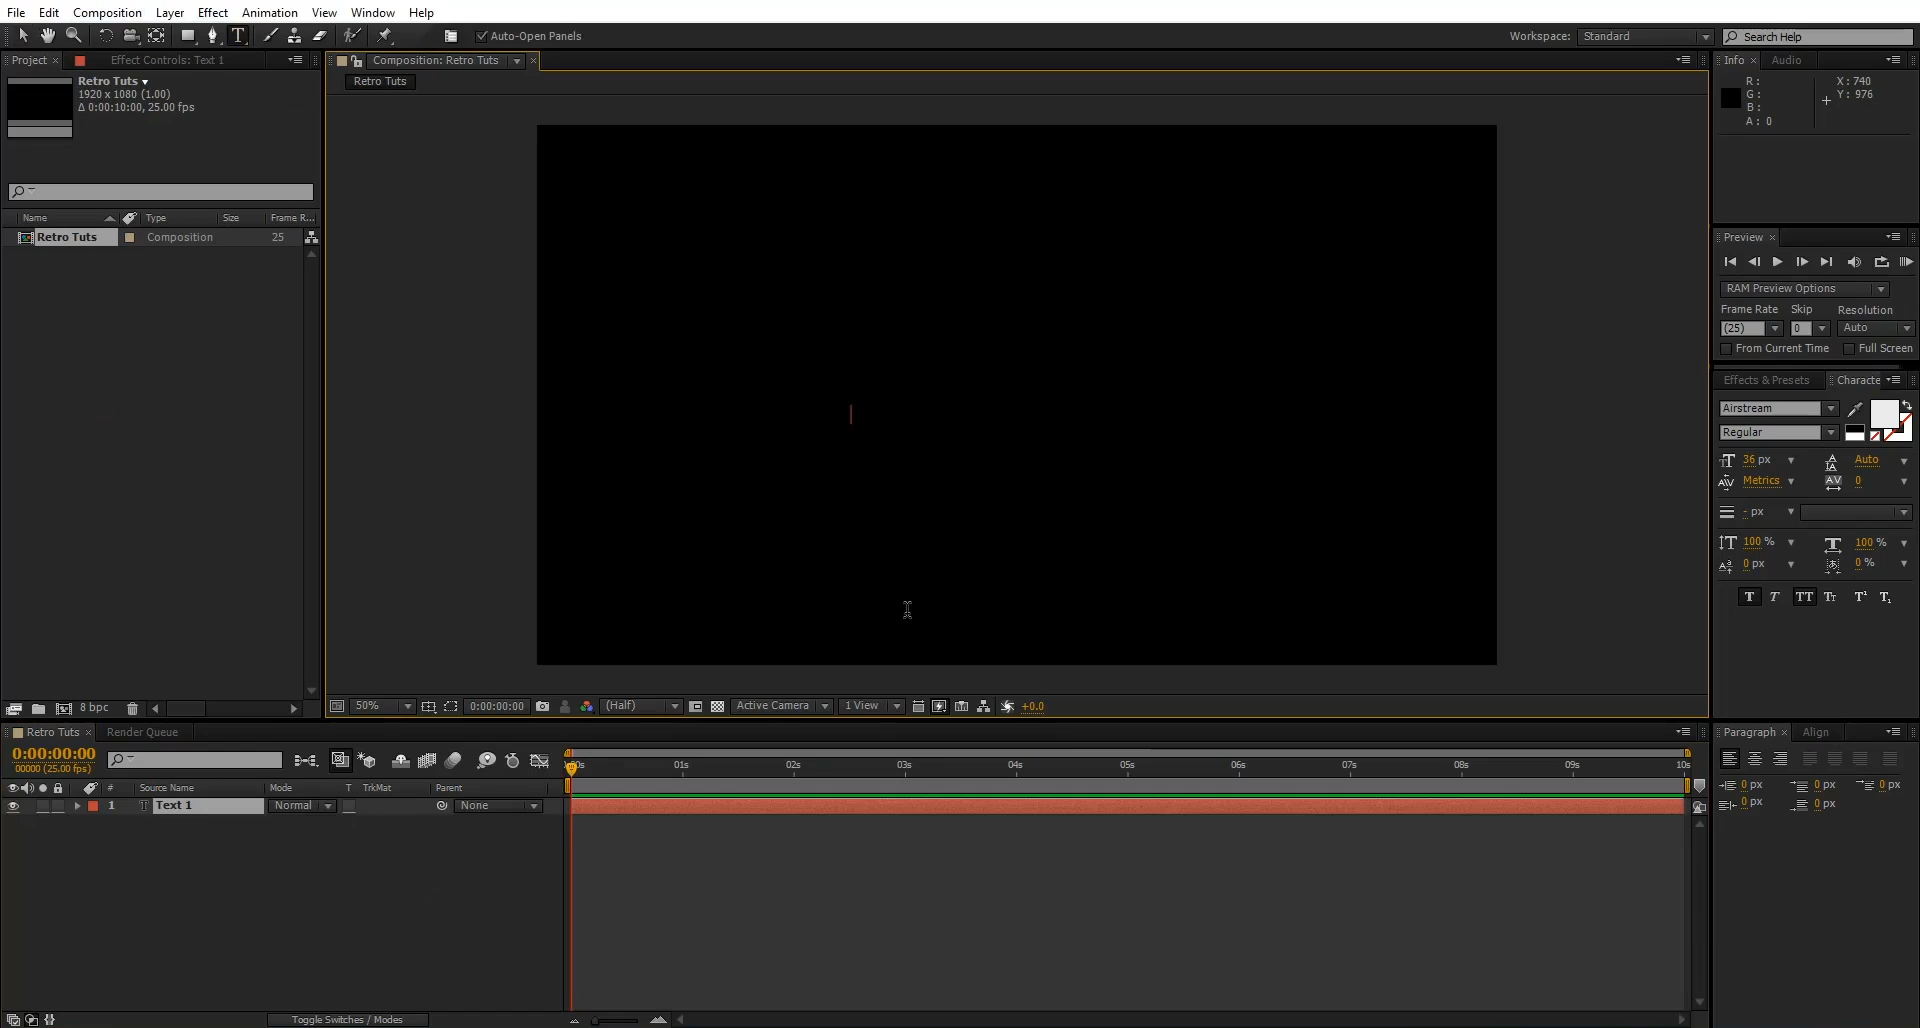 File Edit Composition Layer Effect Animation View Window Help
Auto-Open Panels
Workspace: Standard
Search Help
Project
Effect Controls: Text 1
Composition: Retro Tuts
Info
Audio
Retro Tuts
1920 x 1080 (1.00)
Δ 0:00:10:00, 25.00 fps
Retro Tuts
R :
G :
B :
A : 0
X : 740
Y : 976
Name Type Size Frame R...
Retro Tuts Composition 25
Preview
RAM Preview Options
Frame Rate Skip Resolution
(25) 0 Auto
From Current Time Full Screen
Effects & Presets Characte
Airstream
Regular
36 px Auto
Metrics 0
- px
100 % 100 %
0 px 0 %
8 bpc
50% 0:00:00:00 (Half) Active Camera 1 View +0.0
Retro Tuts
Render Queue
Paragraph Align
0:00:00:00
00000 (25.00 fps)
01s 02s 03s 04s 05s 06s 07s 08s 09s 10s
# Source Name Mode T TrkMat Parent
1 Text 1 Normal None
0 px 0 px 0 px
0 px 0 px
Toggle Switches / Modes